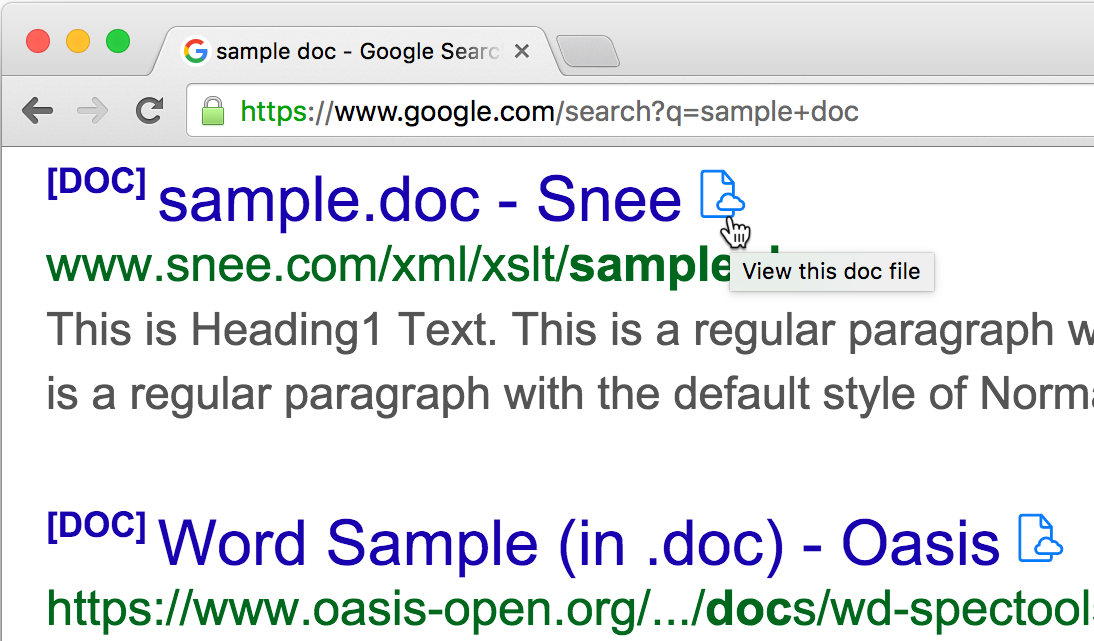 sample doc - Google Searc
https://www.google.com/search?q=sample+doc
[DOC] sample.doc - Snee
www.snee.com/xml/xslt/sample
View this doc file
This is Heading1 Text. This is a regular paragraph w
is a regular paragraph with the default style of Norma
[DOC] Word Sample (in .doc) - Oasis
https://www.oasis-open.org/.../docs/wd-spectools